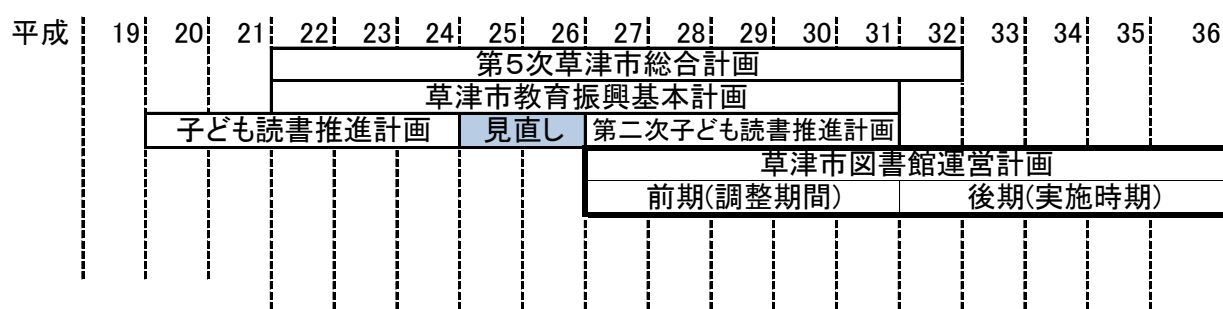 平成 19 20 21 22 23 24 25 26 27 28 29 30 31 32 33 34 35 36
第5次草津市総合計画
草津市教育振興基本計画
子ども読書推進計画 見直し 第二次子ども読書推進計画
草津市図書館運営計画
前期(調整期間) 後期(実施時期)